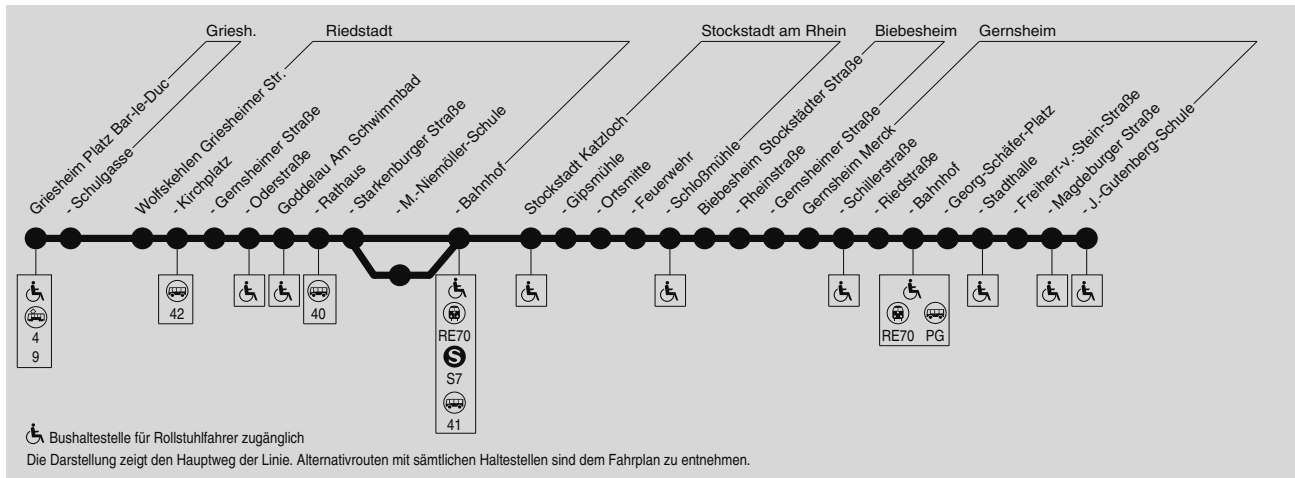 Griesh.
Riedstadt
Stockstadt am Rhein
Biebesheim
Gernsheim
Griesheim Platz Bar-le-Duc
- Schulgasse
Wolfskehlen Griesheimer Str.
- Kirchplatz
- Gernsheimer Straße
- Oderstraße
Goddelau Am Schwimmbad
- Rathaus
- Starkenburger Straße
- M.-Niemöller-Schule
- Bahnhof
Stockstadt Katzloch
- Gipsmühle
- Ortsmitte
- Feuerwehr
- Schloßmühle
Biebesheim Stockstädter Straße
- Rheinstraße
- Gernsheimer Straße
Gernsheim Merck
- Schillerstraße
- Riedstraße
- Bahnhof
- Georg-Schäfer-Platz
- Stadthalle
- Freiherr-v.-Stein-Straße
- Magdeburger Straße
- J.-Gutenberg-Schule
4
9
42
40
RE70
S
S7
41
RE70 PG
Bushaltestelle für Rollstuhlfahrer zugänglich
Die Darstellung zeigt den Hauptweg der Linie. Alternativrouten mit sämtlichen Haltestellen sind dem Fahrplan zu entnehmen.